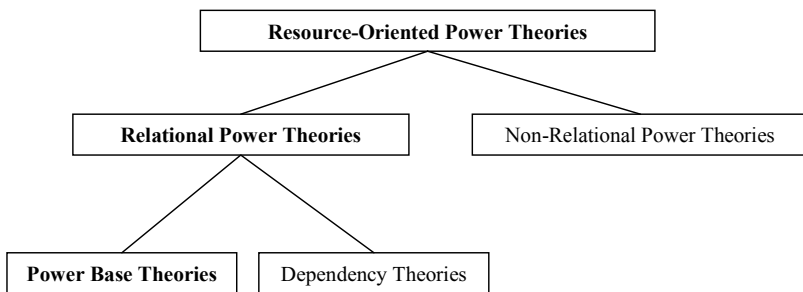 Resource-Oriented Power Theories
Relational Power Theories
Non-Relational Power Theories
Power Base Theories
Dependency Theories